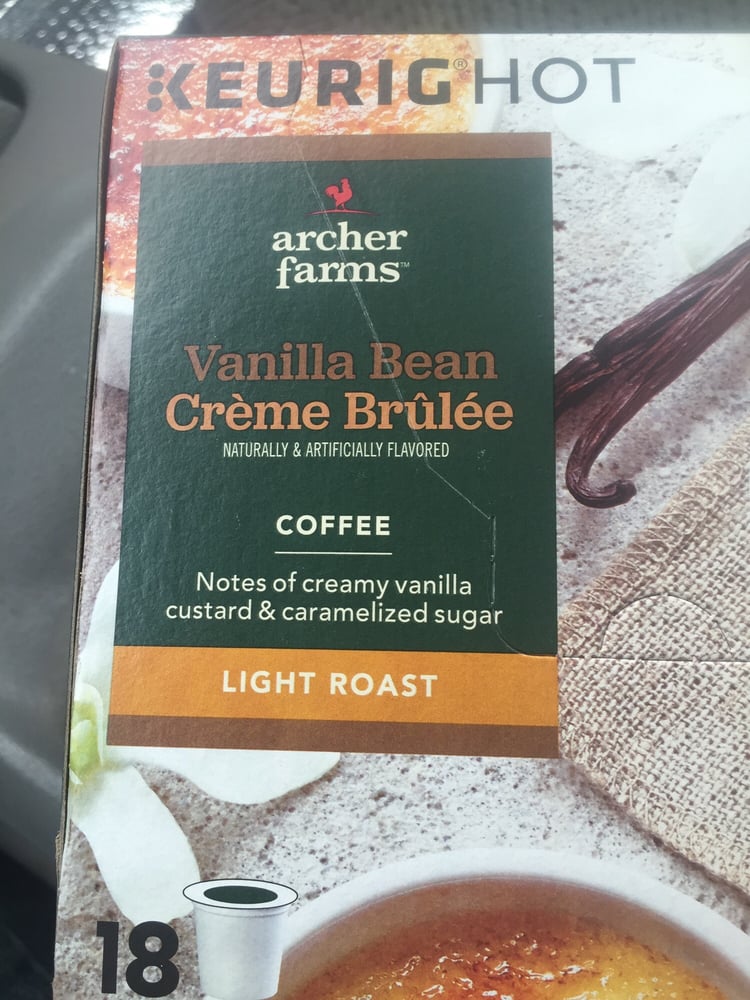 KEURIG® HOT
archer
farms™
Vanilla Bean
Crème Brûlée
NATURALLY & ARTIFICIALLY FLAVORED
COFFEE
Notes of creamy vanilla
custard & caramelized sugar
LIGHT ROAST
18